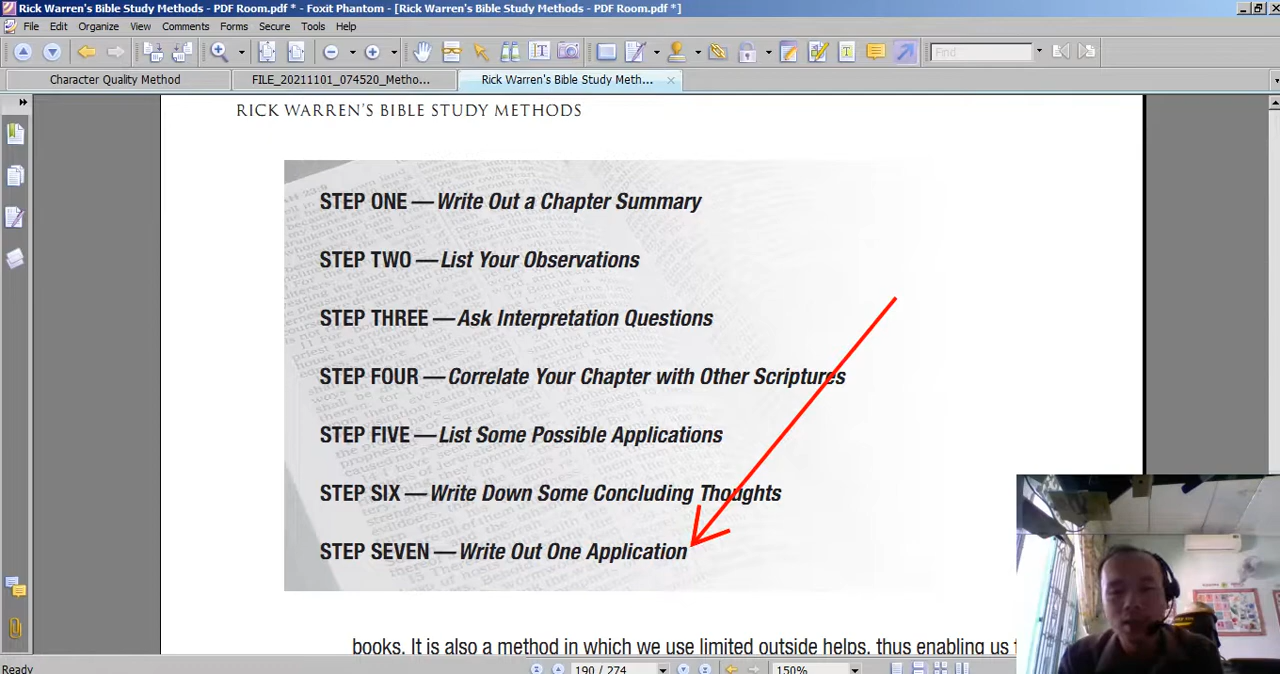 Rick Warren's Bible Study Methods - PDF Room.pdf * - Foxit Phantom - [Rick Warren's Bible Study Methods - PDF Room.pdf *]
File Edit Organize View Comments Forms Secure Tools Help
Find
Character Quality Method FILE_20211101_074520_Metho... Rick Warren's Bible Study Meth...
RICK WARREN'S BIBLE STUDY METHODS
STEP ONE — Write Out a Chapter Summary
STEP TWO — List Your Observations
STEP THREE — Ask Interpretation Questions
STEP FOUR — Correlate Your Chapter with Other Scriptures
STEP FIVE — List Some Possible Applications
STEP SIX — Write Down Some Concluding Thoughts
STEP SEVEN — Write Out One Application
books. It is also a method in which we use limited outside helps, thus enabling us
Ready 190 / 274 150%